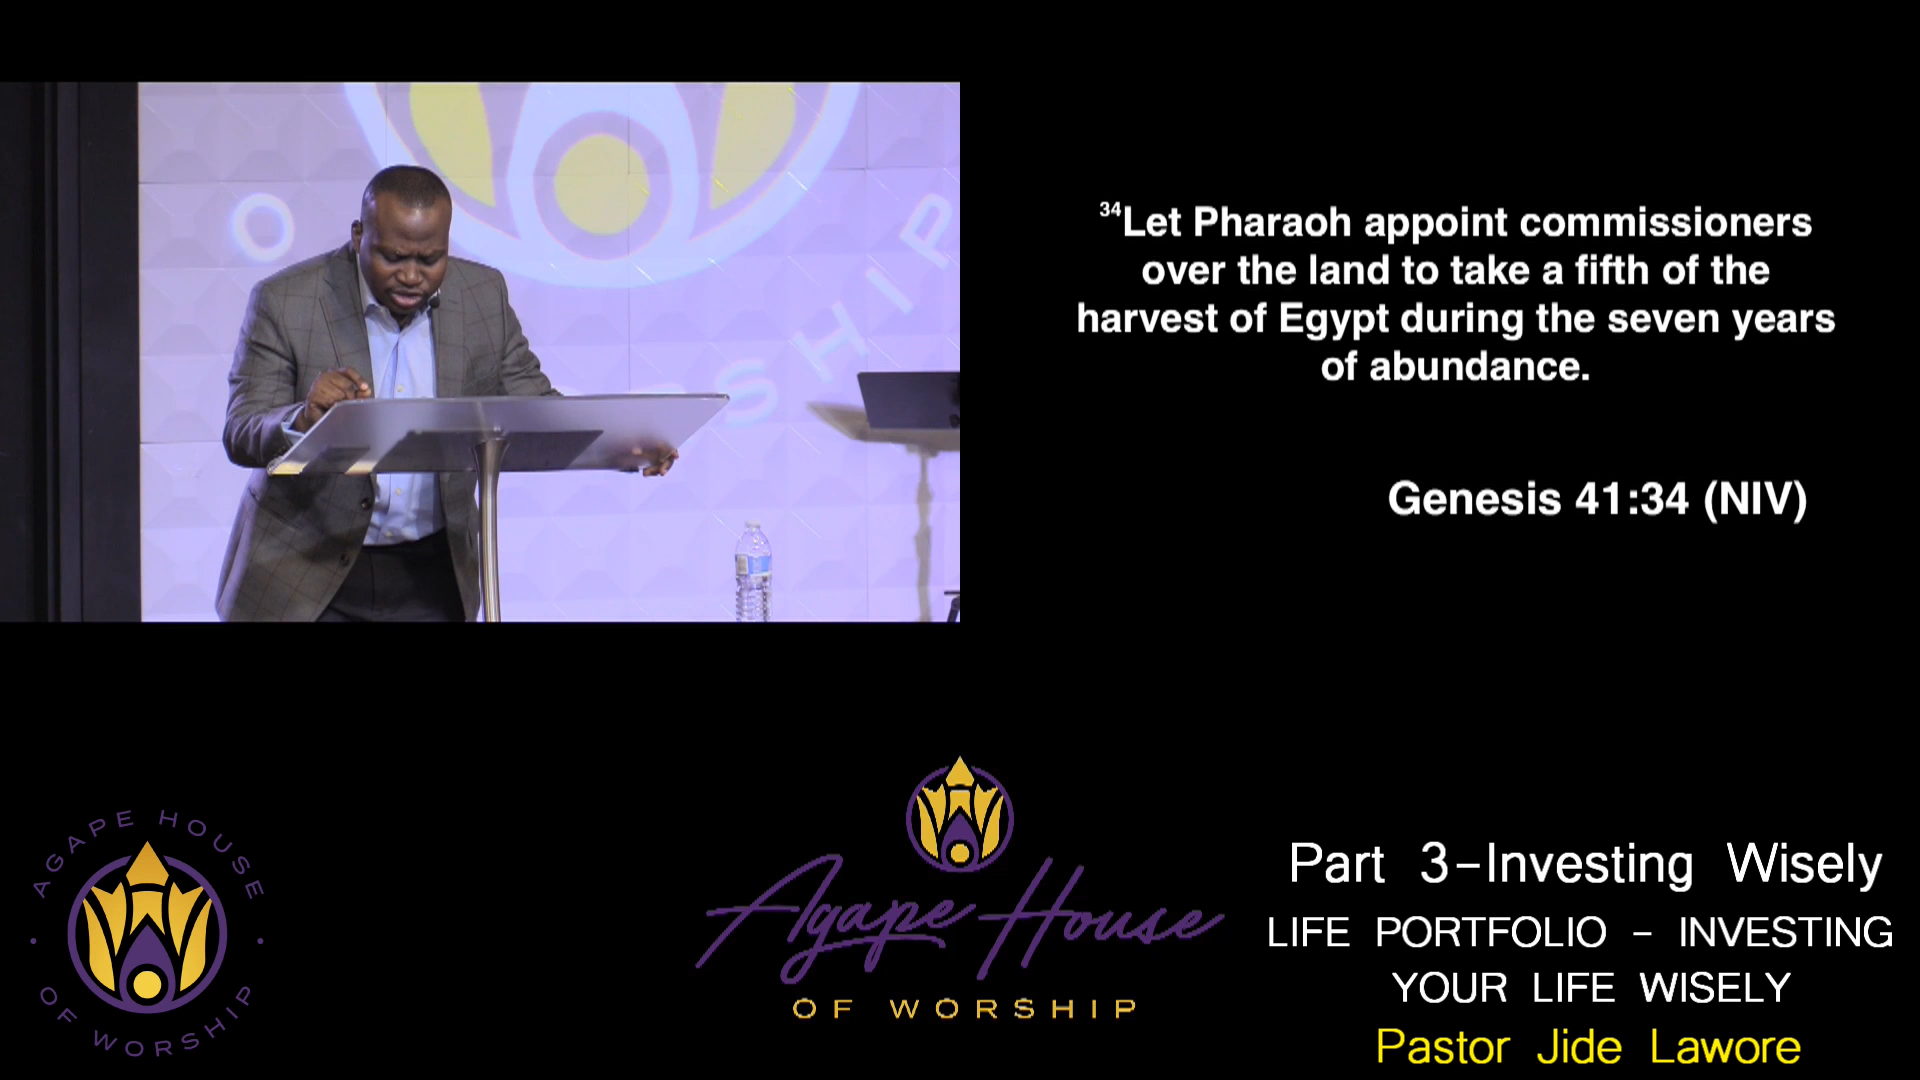 O
SHIP
34Let Pharaoh appoint commissioners
over the land to take a fifth of the
harvest of Egypt during the seven years
of abundance.
Genesis 41:34 (NIV)
AGAPE HOUSE
OF WORSHIP
Agape House
OF WORSHIP
Part 3-Investing Wisely
LIFE PORTFOLIO - INVESTING
YOUR LIFE WISELY
Pastor Jide Lawore